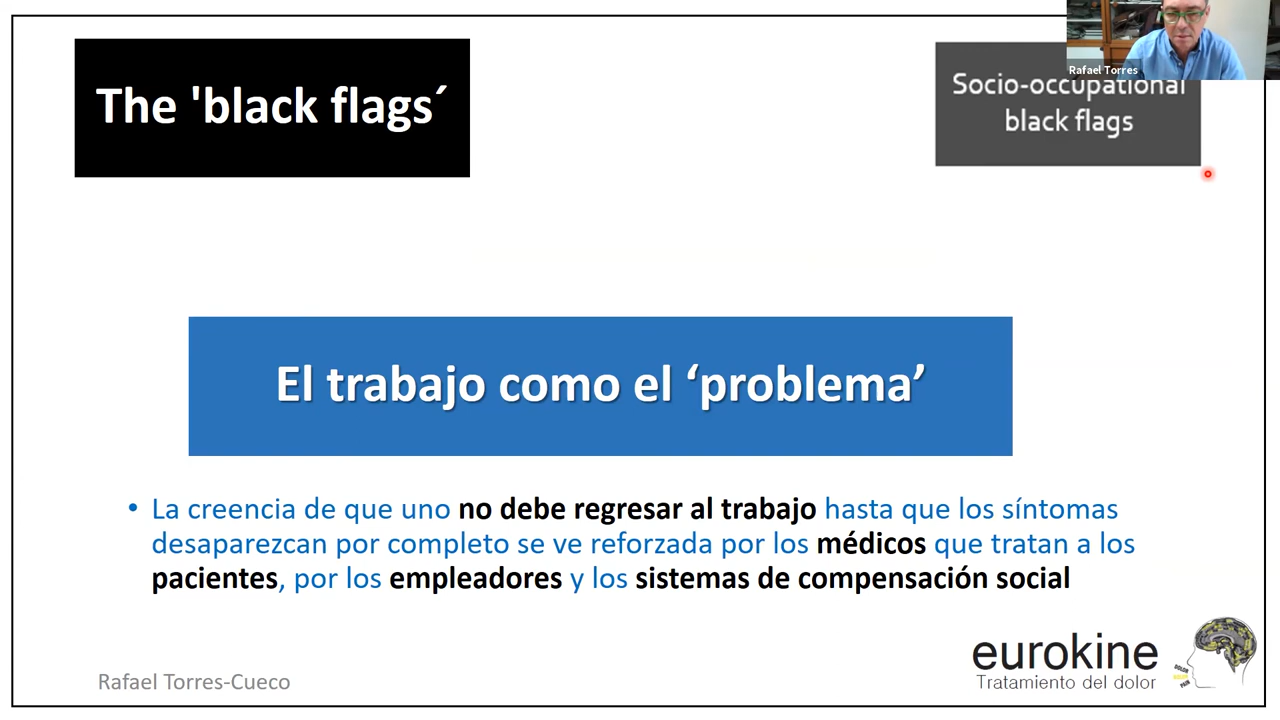 The 'black flags´
Rafael Torres
Socio-occupational
black flags
El trabajo como el ‘problema’
• La creencia de que uno no debe regresar al trabajo hasta que los síntomas
desaparezcan por completo se ve reforzada por los médicos que tratan a los
pacientes, por los empleadores y los sistemas de compensación social
Rafael Torres-Cueco
eurokine
Tratamiento del dolor
DOLOR
PAIN